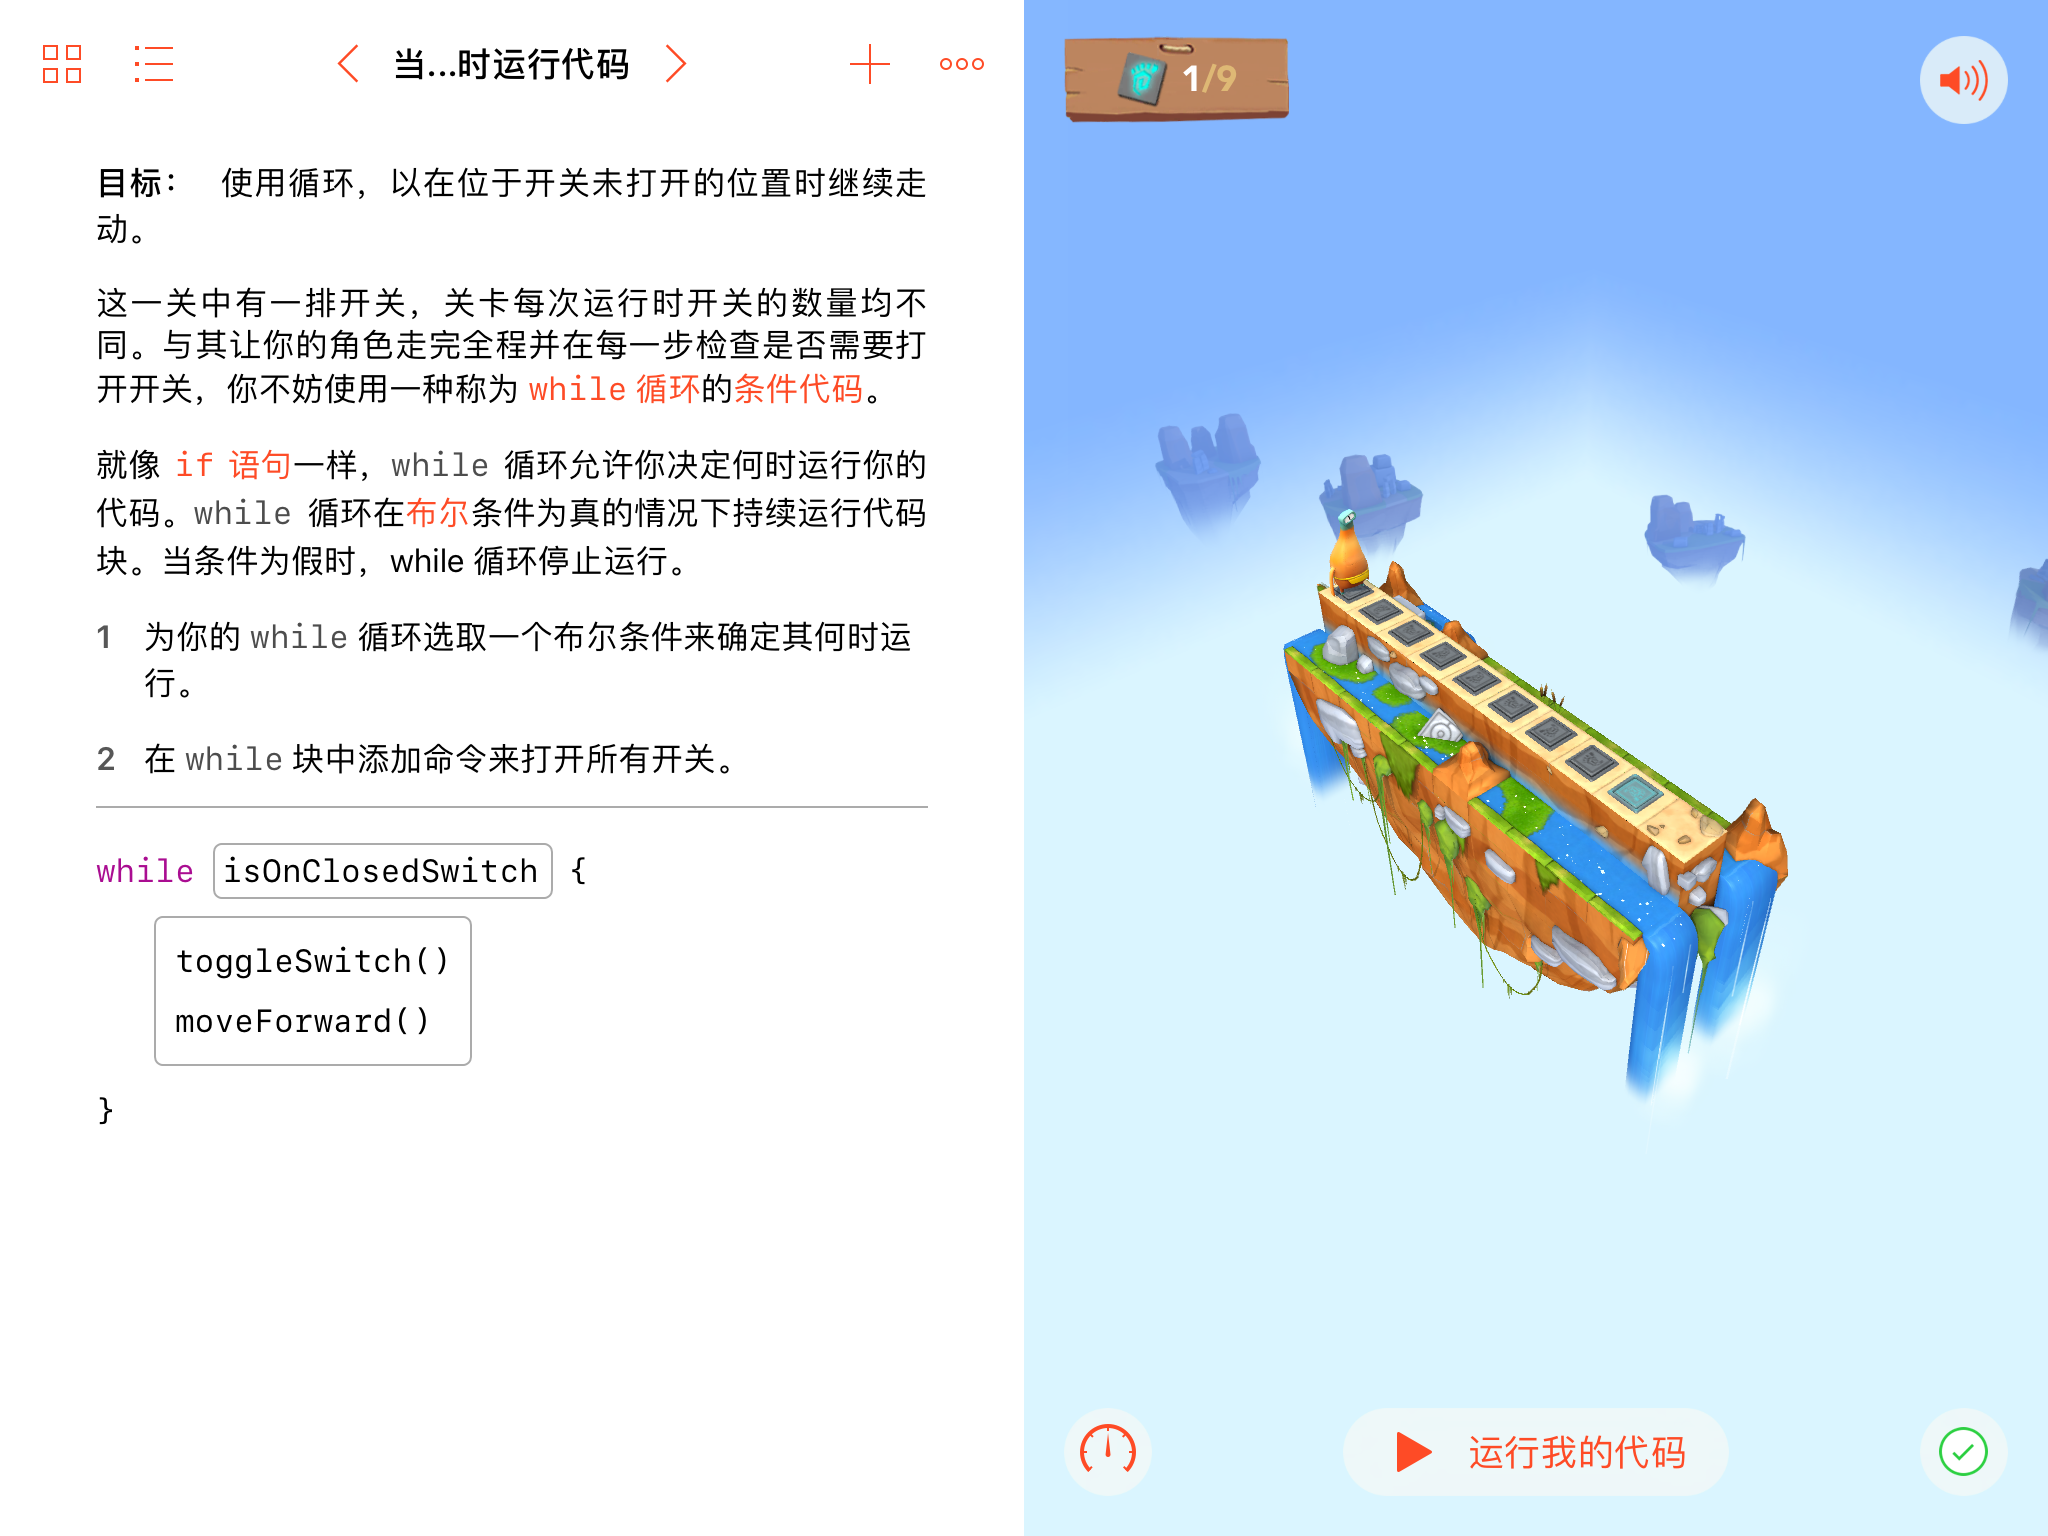 当...时运行代码
目标： 使用循环，以在位于开关未打开的位置时继续走
动。
这一关中有一排开关，关卡每次运行时开关的数量均不
同。与其让你的角色走完全程并在每一步检查是否需要打
开开关，你不妨使用一种称为 while 循环的条件代码。
就像 if 语句一样，while 循环允许你决定何时运行你的
代码。while 循环在布尔条件为真的情况下持续运行代码
块。当条件为假时，while 循环停止运行。
1 为你的 while 循环选取一个布尔条件来确定其何时运
行。
2 在 while 块中添加命令来打开所有开关。
while isOnClosedSwitch {
toggleSwitch()
moveForward()
}
1/9
运行我的代码